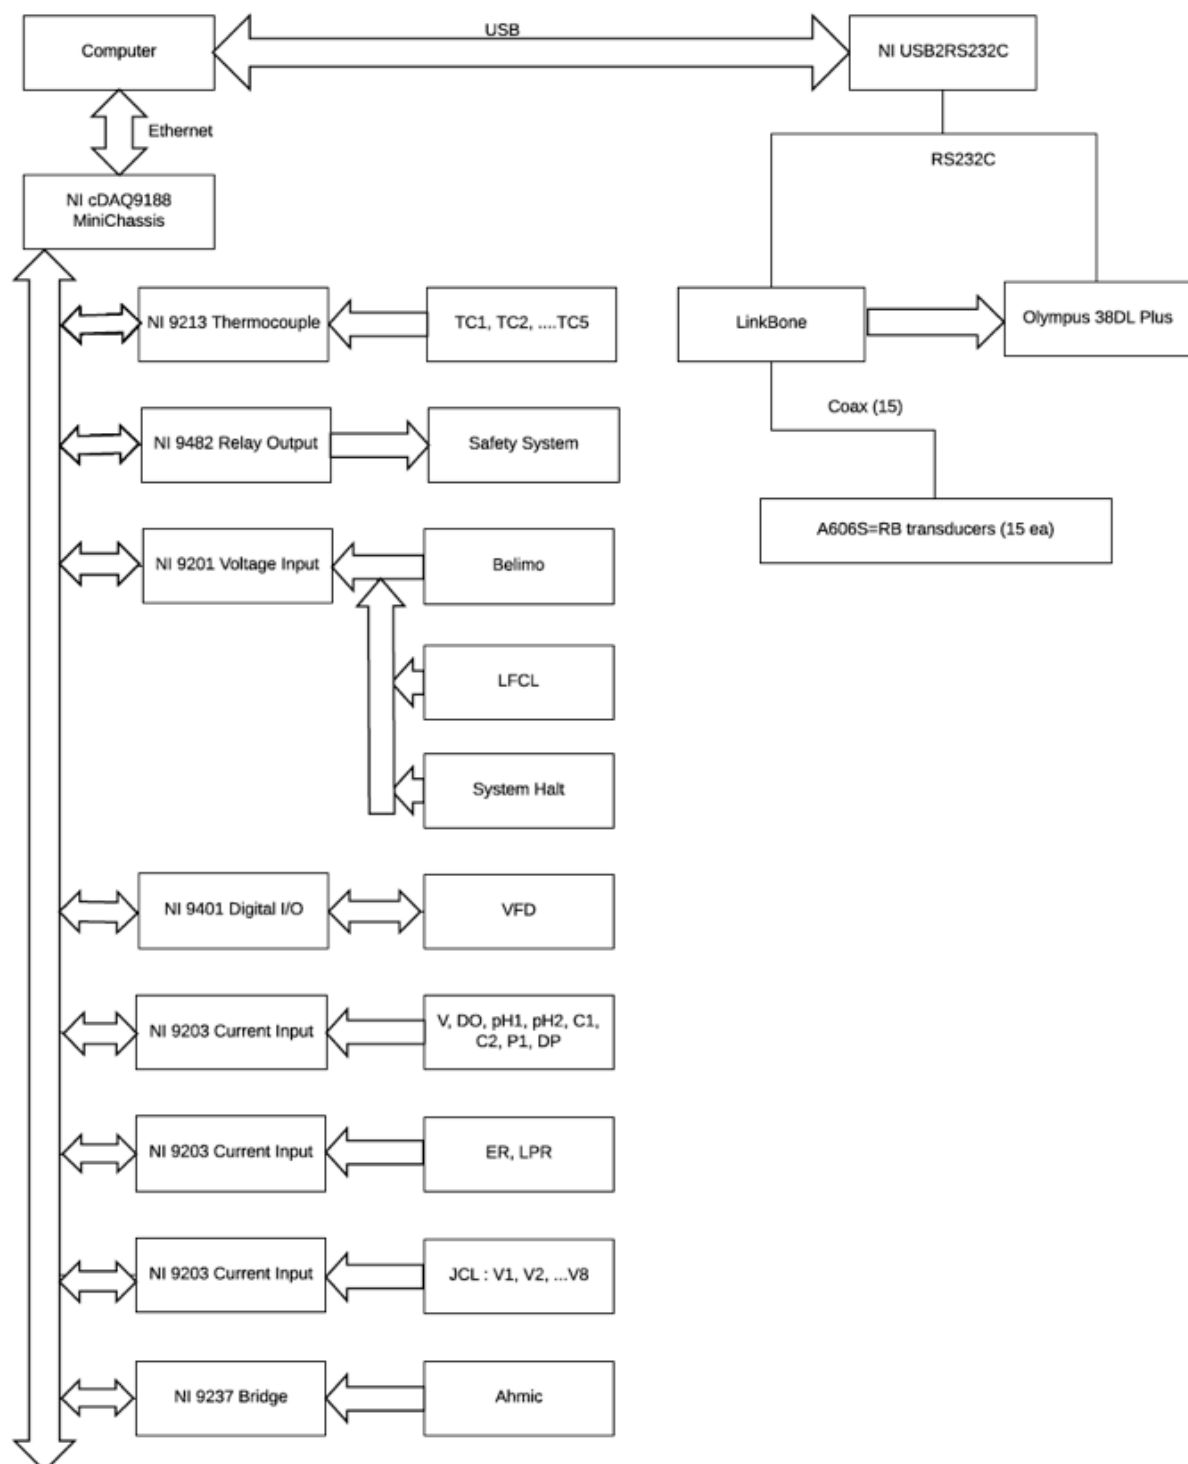 USB
Computer
NI USB2RS232C
Ethernet
RS232C
NI cDAQ9188
MiniChassis
NI 9213 Thermocouple
TC1, TC2, ....TC5
LinkBone
Olympus 38DL Plus
Coax (15)
NI 9482 Relay Output
Safety System
A606S=RB transducers (15 ea)
NI 9201 Voltage Input
Belimo
LFCL
System Halt
NI 9401 Digital I/O
VFD
NI 9203 Current Input
V, DO, pH1, pH2, C1,
C2, P1, DP
NI 9203 Current Input
ER, LPR
NI 9203 Current Input
JCL : V1, V2, ...V8
NI 9237 Bridge
Ahmic